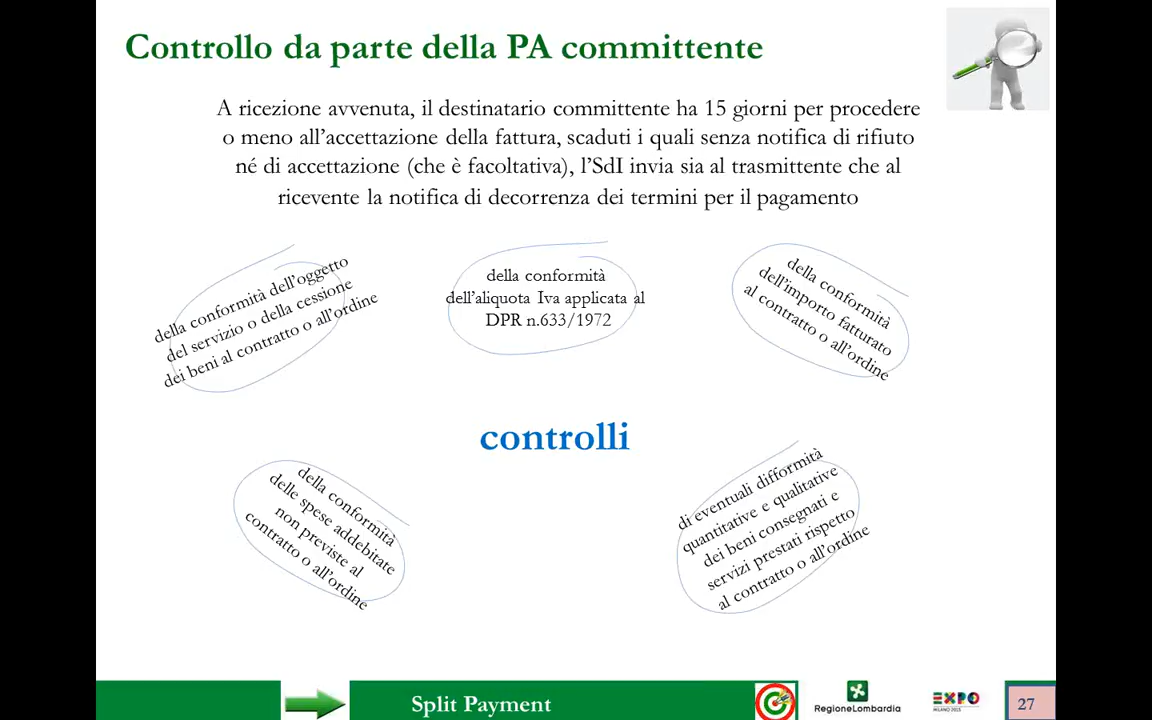 Controllo da parte della PA committente
A ricezione avvenuta, il destinatario committente ha 15 giorni per procedere
o meno all’accettazione della fattura, scaduti i quali senza notifica di rifiuto
né di accettazione (che è facoltativa), l’SdI invia sia al trasmittente che al
ricevente la notifica di decorrenza dei termini per il pagamento
della conformità dell’oggetto
del servizio o della cessione
dei beni al contratto o all’ordine
della conformità
dell’aliquota Iva applicata al
DPR n.633/1972
della conformità
dell’importo fatturato
al contratto o all’ordine
controlli
della conformità
delle spese addebitate
non previste al
contratto o all’ordine
di eventuali difformità
quantitative e qualitative
dei beni consegnati e
servizi prestati rispetto
al contratto o all’ordine
Split Payment
RegioneLombardia
EXPO
MILANO 2015
27